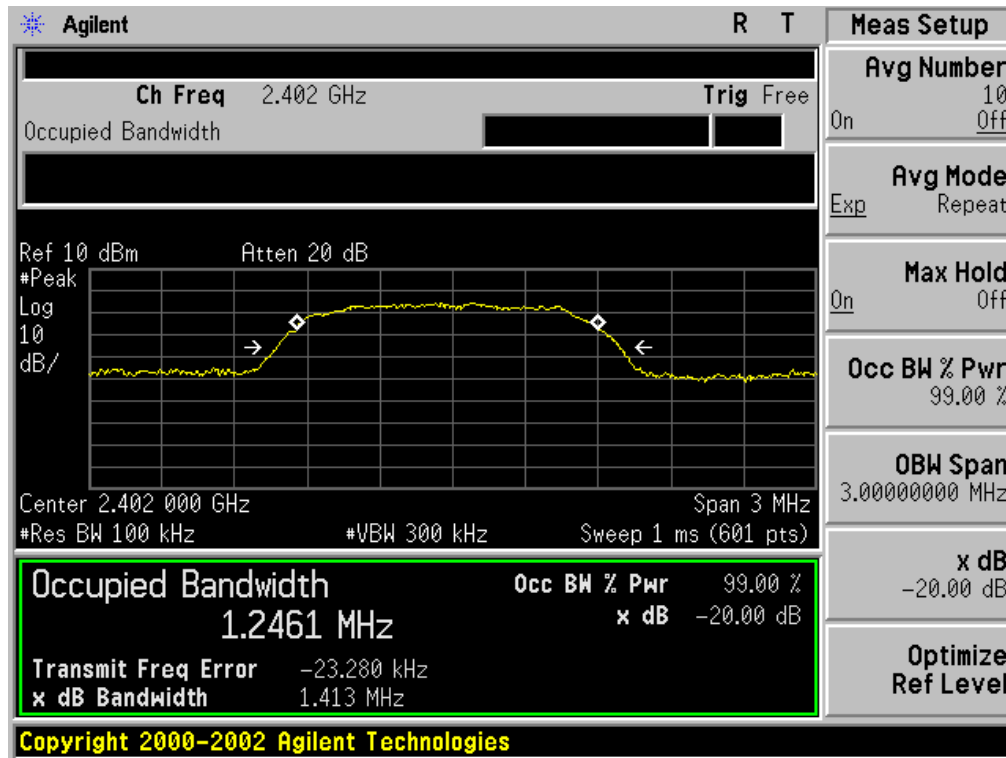 Agilent R T
Ch Freq 2.402 GHz Trig Free
Occupied Bandwidth
Ref 10 dBm Atten 20 dB
#Peak
Log
10
dB/
Center 2.402 000 GHz Span 3 MHz
#Res BW 100 kHz #VBW 300 kHz Sweep 1 ms (601 pts)
Occupied Bandwidth Occ BW % Pwr 99.00 %
1.2461 MHz x dB -20.00 dB
Transmit Freq Error -23.280 kHz
x dB Bandwidth 1.413 MHz
Copyright 2000-2002 Agilent Technologies
Meas Setup
Avg Number
10
On Off
Avg Mode
Exp Repeat
Max Hold
On Off
Occ BW % Pwr
99.00 %
OBW Span
3.00000000 MHz
x dB
-20.00 dB
Optimize
Ref Level